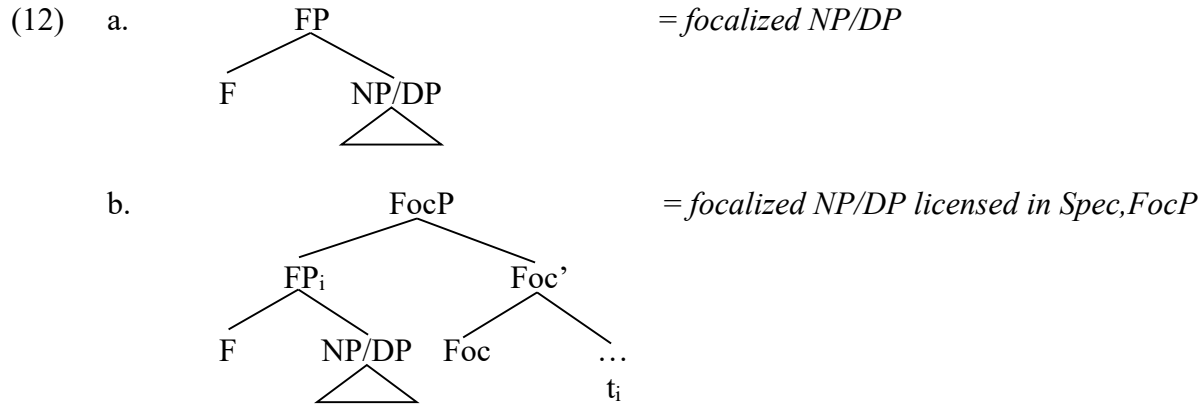 (12) a. FP = focalized NP/DP
F NP/DP
b. FocP = focalized NP/DP licensed in Spec,FocP
FPi Foc’
F NP/DP Foc …
ti